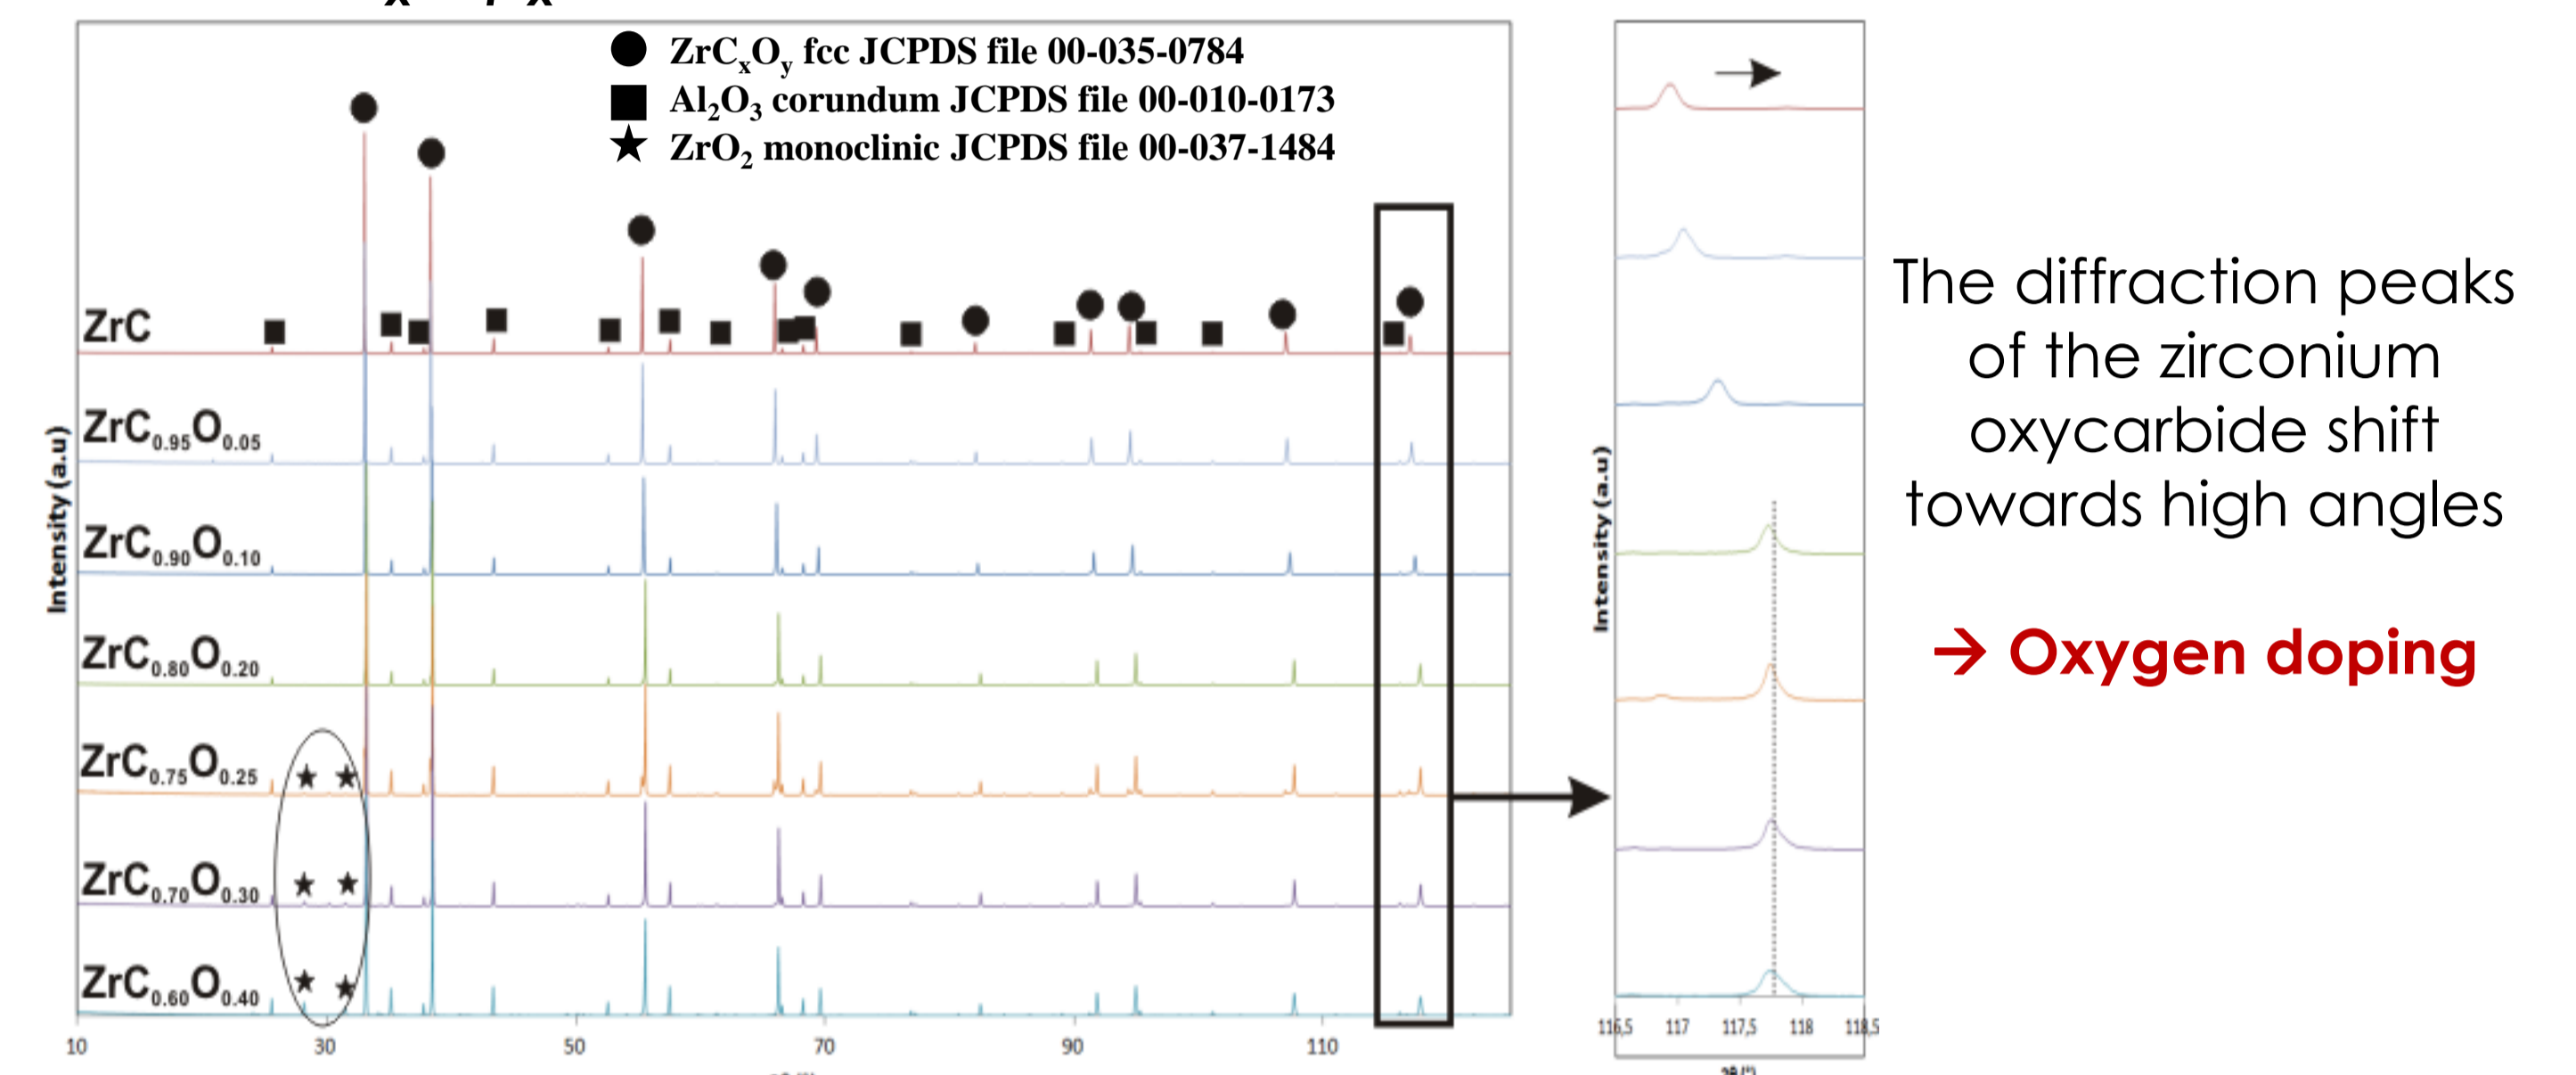 ZrCxOy fcc JCPDS file 00-035-0784
Al2O3 corundum JCPDS file 00-010-0173
ZrO2 monoclinic JCPDS file 00-037-1484
ZrC
ZrC0.95O0.05
ZrC0.90O0.10
ZrC0.80O0.20
ZrC0.75O0.25
ZrC0.70O0.30
ZrC0.60O0.40
Intensity (a.u)
10 30 50 70 90 110
Intensity (a.u)
116,5 117 117,5 118 118,5
The diffraction peaks
of the zirconium
oxycarbide shift
towards high angles
→ Oxygen doping